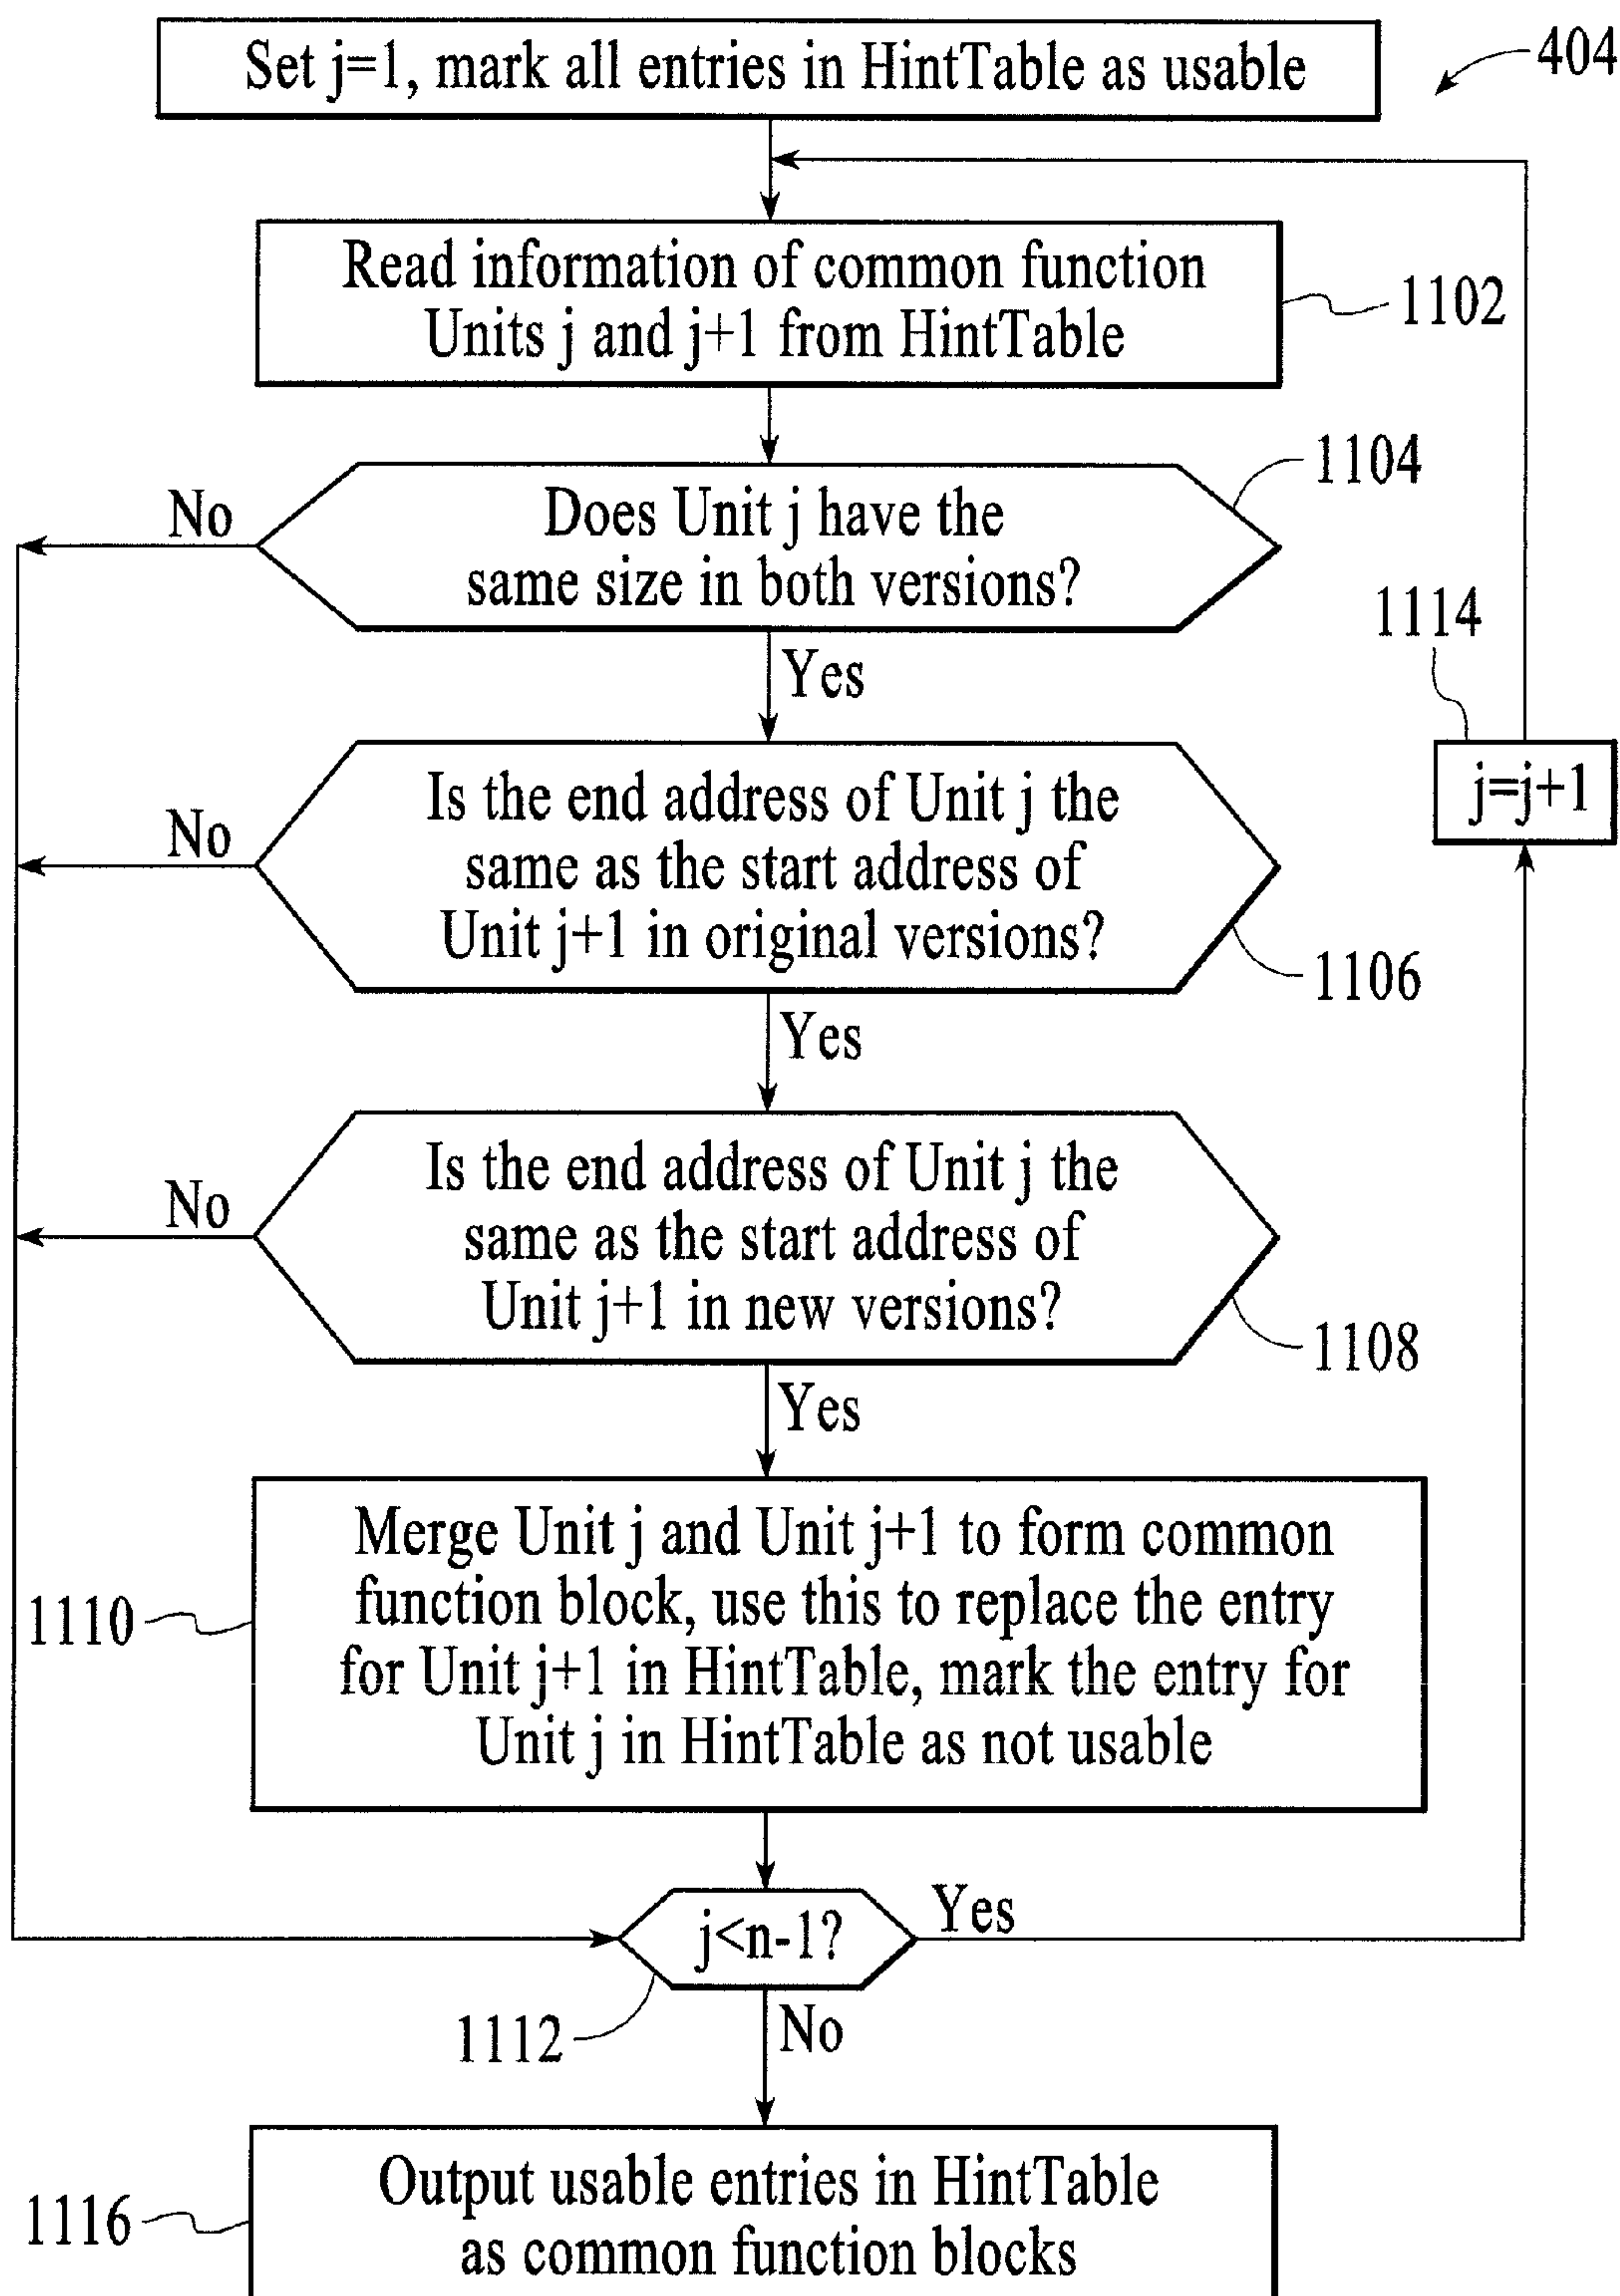 Set j=1, mark all entries in HintTable as usable
404
Read information of common function
Units j and j+1 from HintTable
1102
Does Unit j have the
same size in both versions?
1104
No
Yes
1114
j=j+1
Is the end address of Unit j the
same as the start address of
Unit j+1 in original versions?
No
1106
Yes
Is the end address of Unit j the
same as the start address of
Unit j+1 in new versions?
No
1108
Yes
Merge Unit j and Unit j+1 to form common
function block, use this to replace the entry
for Unit j+1 in HintTable, mark the entry for
Unit j in HintTable as not usable
1110
j<n-1?
Yes
1112
No
Output usable entries in HintTable
as common function blocks
1116